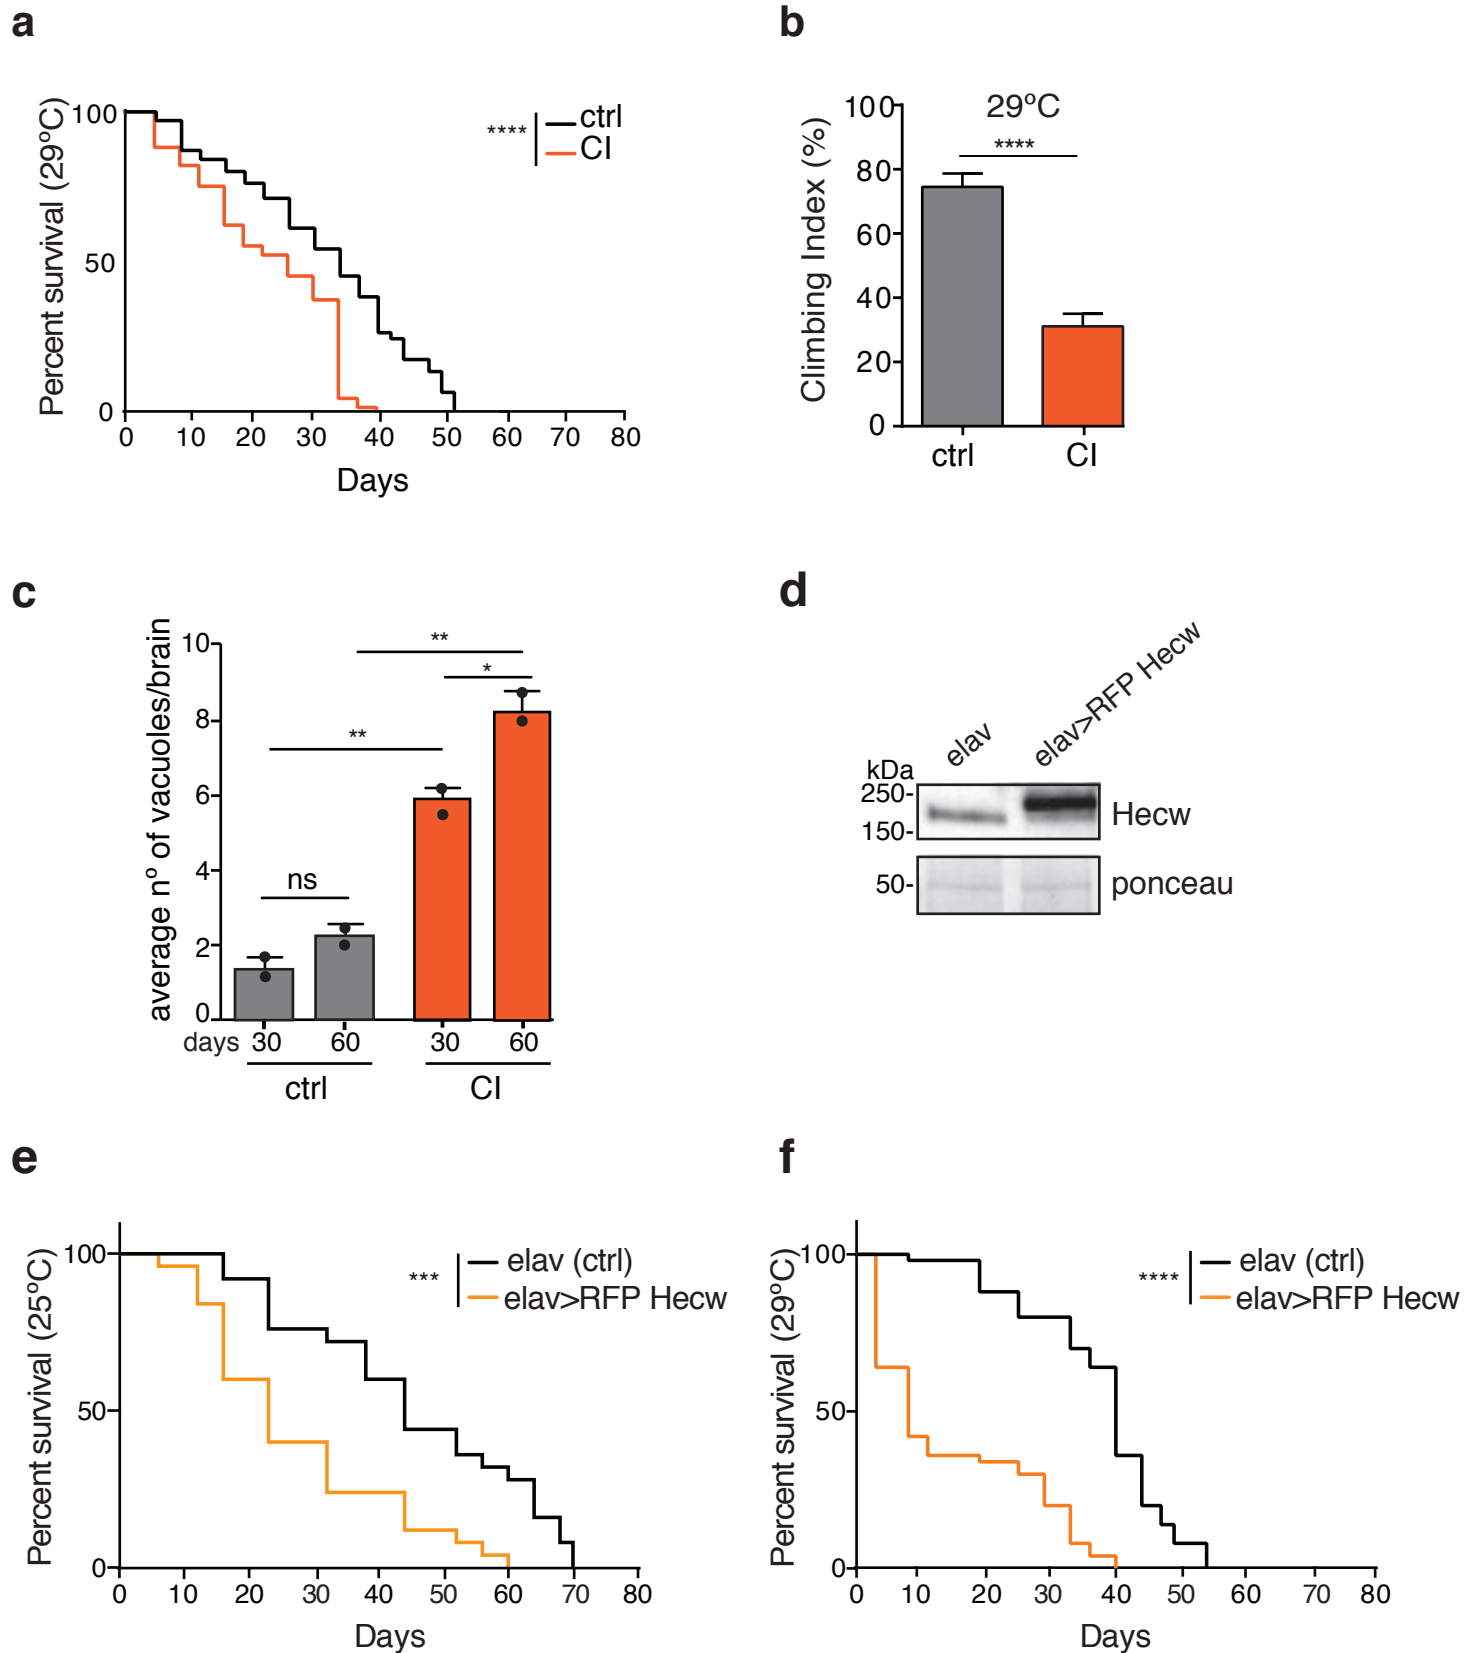 a
Percent survival (29ºC)
100
50
0
0 10 20 30 40 50 60 70 80
Days
**** ctrl
CI
b
29ºC
****
Climbing Index (%)
100
80
60
40
20
0
ctrl CI
c
average nº of vacuoles/brain
10
8
6
4
2
0
**
*
**
ns
days 30 60 30 60
ctrl CI
d
elav elav>RFP Hecw
kDa
250-
150-
Hecw
50-
ponceau
e
Percent survival (25ºC)
100
50
0
0 10 20 30 40 50 60 70 80
Days
*** elav (ctrl)
elav>RFP Hecw
f
Percent survival (29ºC)
100
50
0
0 10 20 30 40 50 60 70 80
Days
**** elav (ctrl)
elav>RFP Hecw